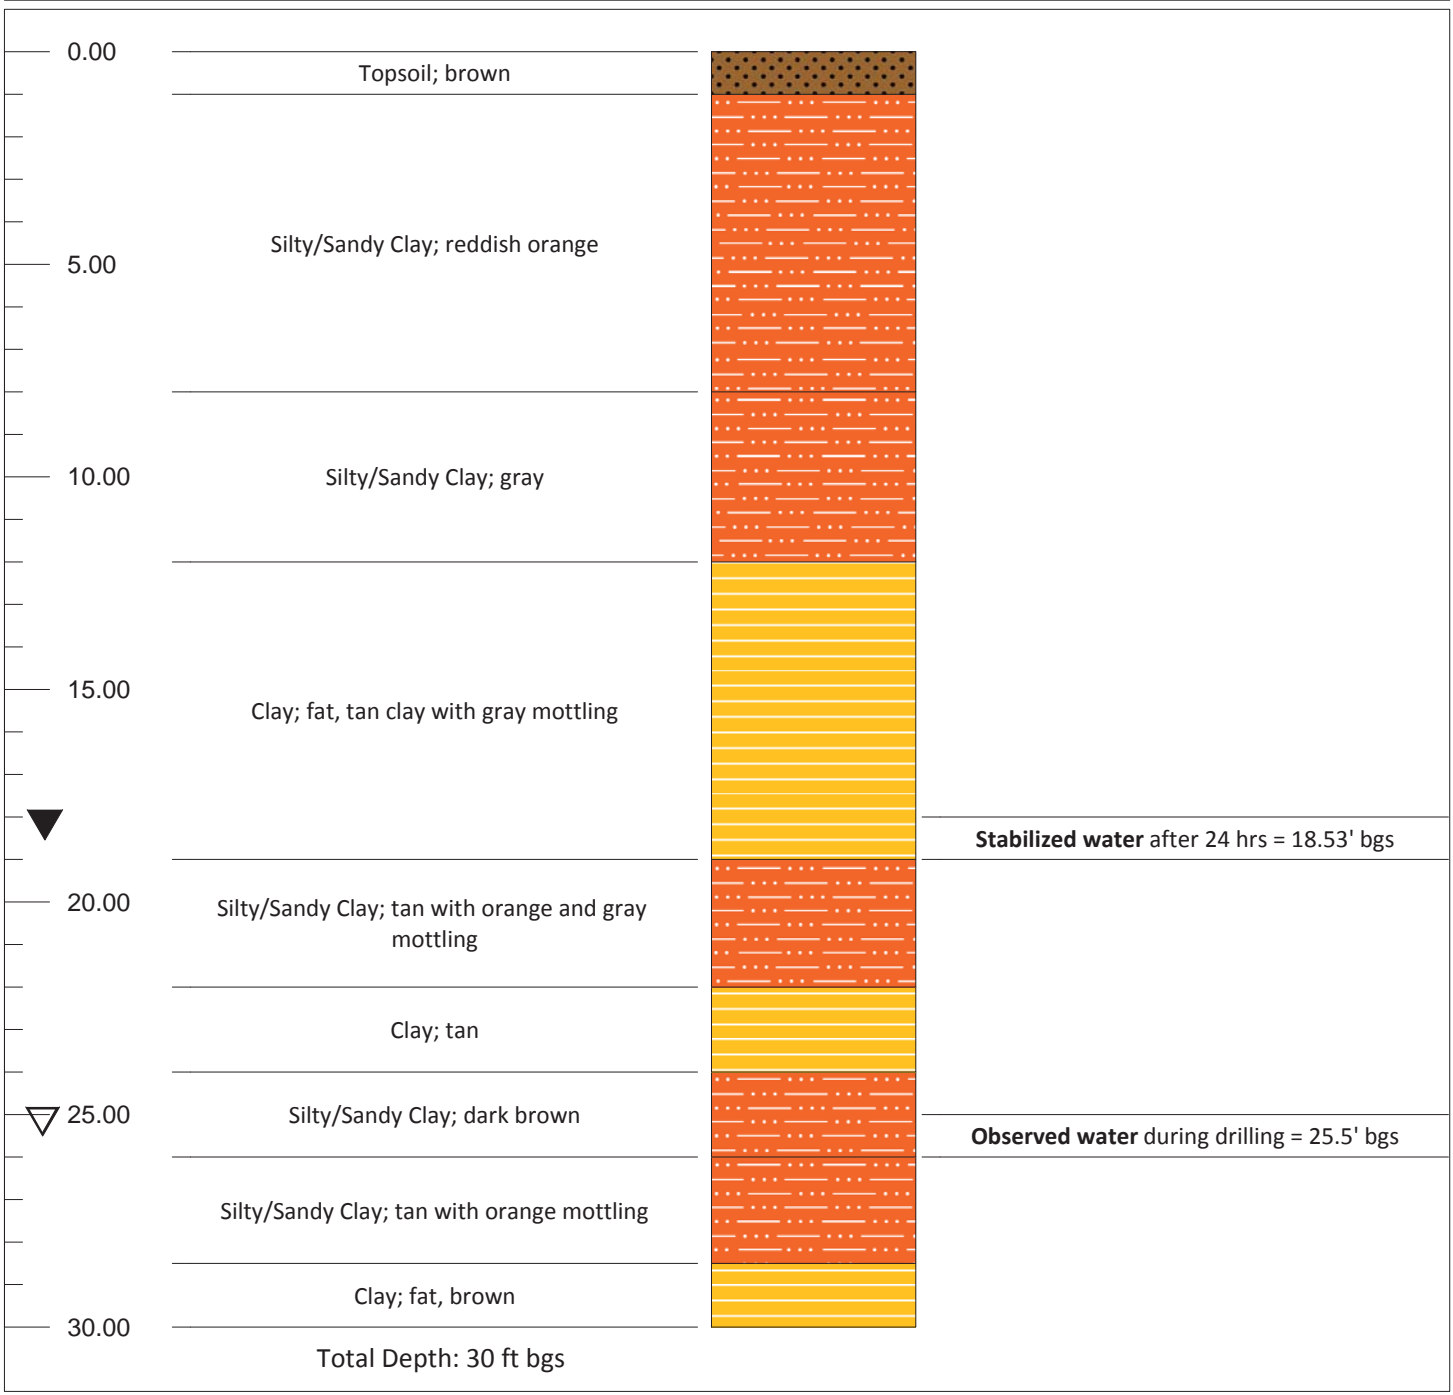 0.00
Topsoil; brown
Silty/Sandy Clay; reddish orange
5.00
10.00
Silty/Sandy Clay; gray
15.00
Clay; fat, tan clay with gray mottling
Stabilized water after 24 hrs = 18.53' bgs
20.00
Silty/Sandy Clay; tan with orange and gray
mottling
Clay; tan
25.00
Silty/Sandy Clay; dark brown
Observed water during drilling = 25.5' bgs
Silty/Sandy Clay; tan with orange mottling
Clay; fat, brown
30.00
Total Depth: 30 ft bgs